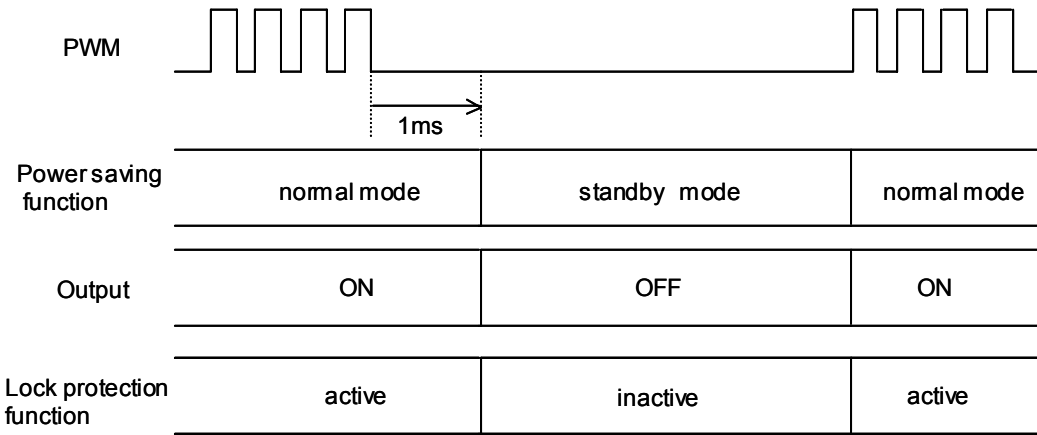 PWM
1ms
Power saving
function
normal mode
standby mode
normal mode
Output
ON
OFF
ON
Lock protection
function
active
inactive
active